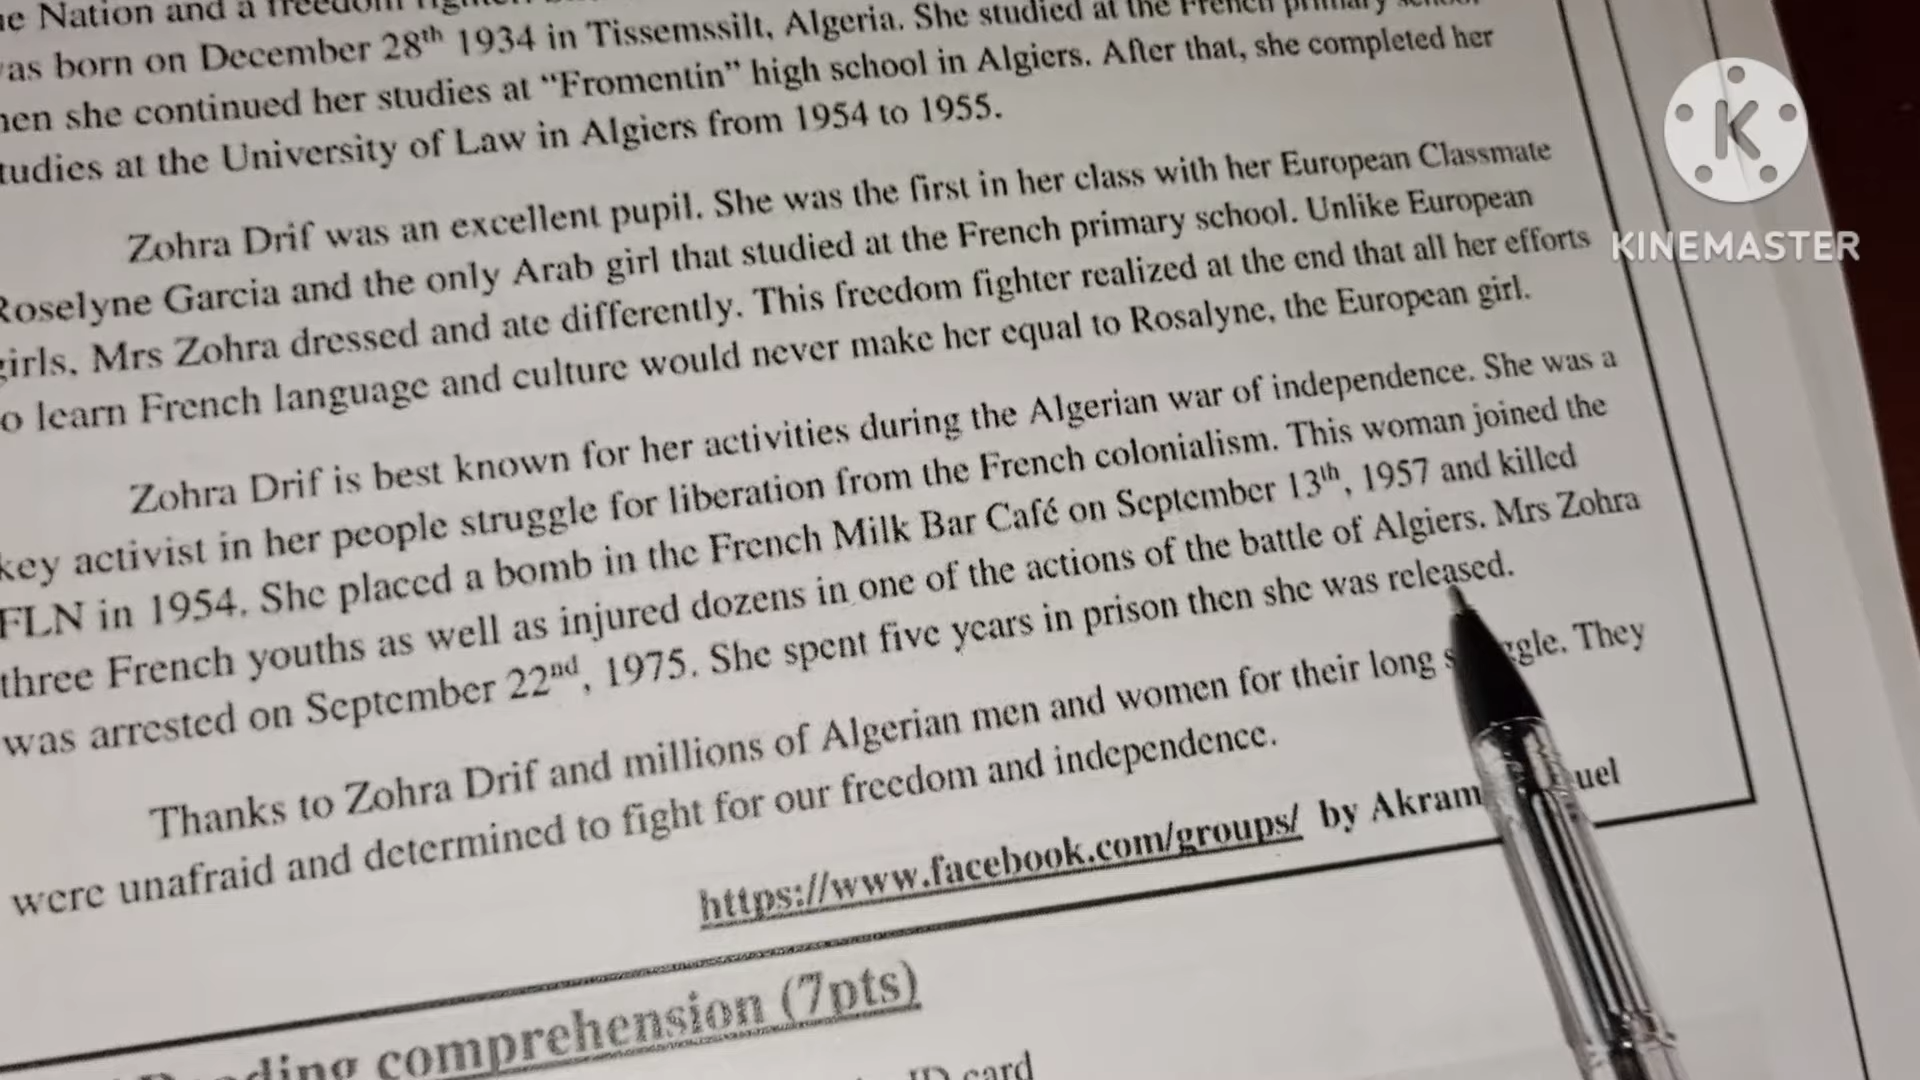 Nation and a freedom
was born on December 28th 1934 in Tissemssilt, Algeria. She studied at the French primary school
then she continued her studies at “Fromentin” high school in Algiers. After that, she completed her
studies at the University of Law in Algiers from 1954 to 1955.
Zohra Drif was an excellent pupil. She was the first in her class with her European Classmate
Roselyne Garcia and the only Arab girl that studied at the French primary school. Unlike European
girls, Mrs Zohra dressed and ate differently. This freedom fighter realized at the end that all her efforts
to learn French language and culture would never make her equal to Rosalyne, the European girl.
Zohra Drif is best known for her activities during the Algerian war of independence. She was a
key activist in her people struggle for liberation from the French colonialism. This woman joined the
FLN in 1954. She placed a bomb in the French Milk Bar Café on September 13th, 1957 and killed
three French youths as well as injured dozens in one of the actions of the battle of Algiers. Mrs Zohra
was arrested on September 22nd, 1975. She spent five years in prison then she was released.
Thanks to Zohra Drif and millions of Algerian men and women for their long struggle. They
were unafraid and determined to fight for our freedom and independence.
https://www.facebook.com/groups/ by Akram
Reading comprehension (7pts)
ID card
K
KINEMASTER